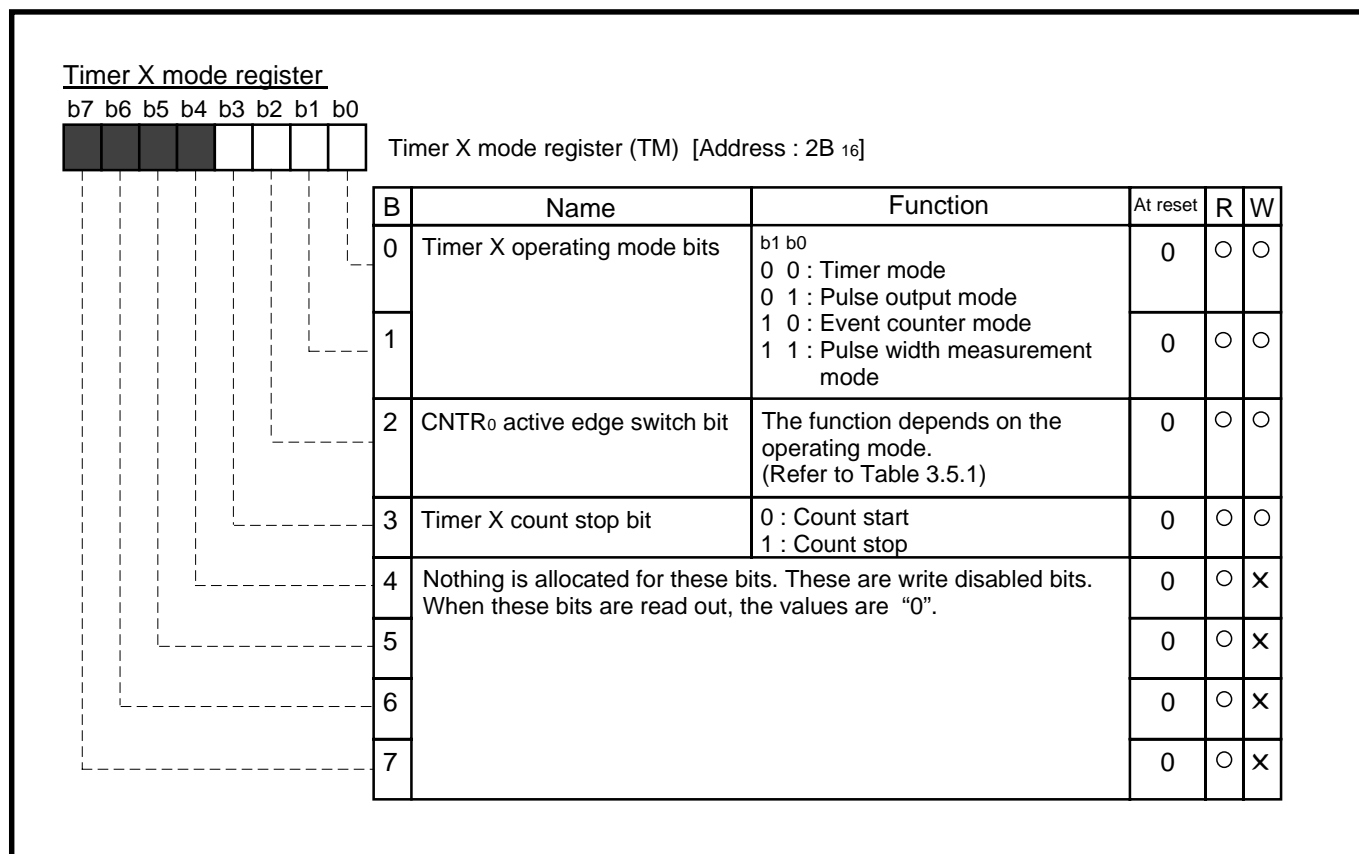 Timer X mode register
b7 b6 b5 b4 b3 b2 b1 b0
Timer X mode register (TM) [Address : 2B 16]
B Name Function At reset R W
0 Timer X operating mode bits b1 b0 0 ○ ○
0 0 : Timer mode
0 1 : Pulse output mode
1 0 : Event counter mode
1 1 1 : Pulse width measurement 0 ○ ○
mode
2 CNTR0 active edge switch bit The function depends on the 0 ○ ○
operating mode.
(Refer to Table 3.5.1)
3 Timer X count stop bit 0 : Count start 0 ○ ○
1 : Count stop
4 Nothing is allocated for these bits. These are write disabled bits. 0 ○ ×
When these bits are read out, the values are “0”.
5 0 ○ ×
6 0 ○ ×
7 0 ○ ×